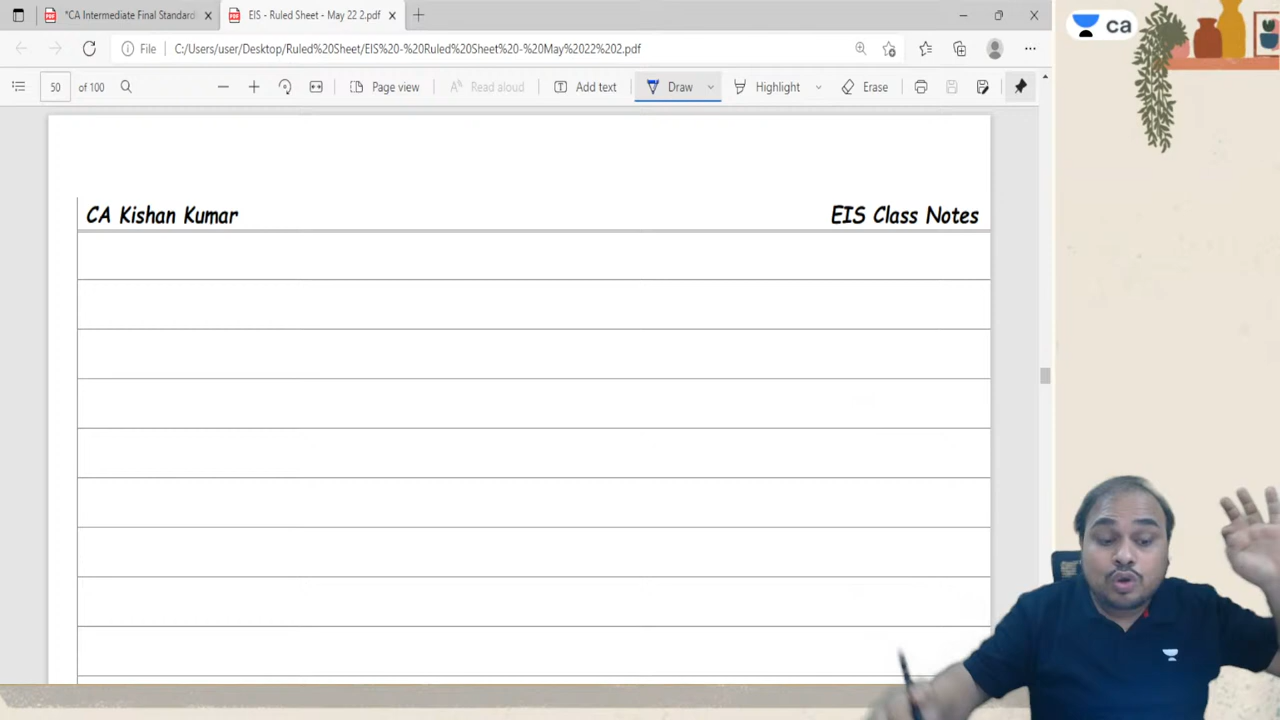 *CA Intermediate Final Standard
EIS - Ruled Sheet - May 22 2.pdf
File
C:/Users/user/Desktop/Ruled%20Sheet/EIS%20-%20Ruled%20Sheet%20-%20May%2022%202.pdf
50 of 100
Page view
Read aloud
Add text
Draw
Highlight
Erase
ca
CA Kishan Kumar
EIS Class Notes